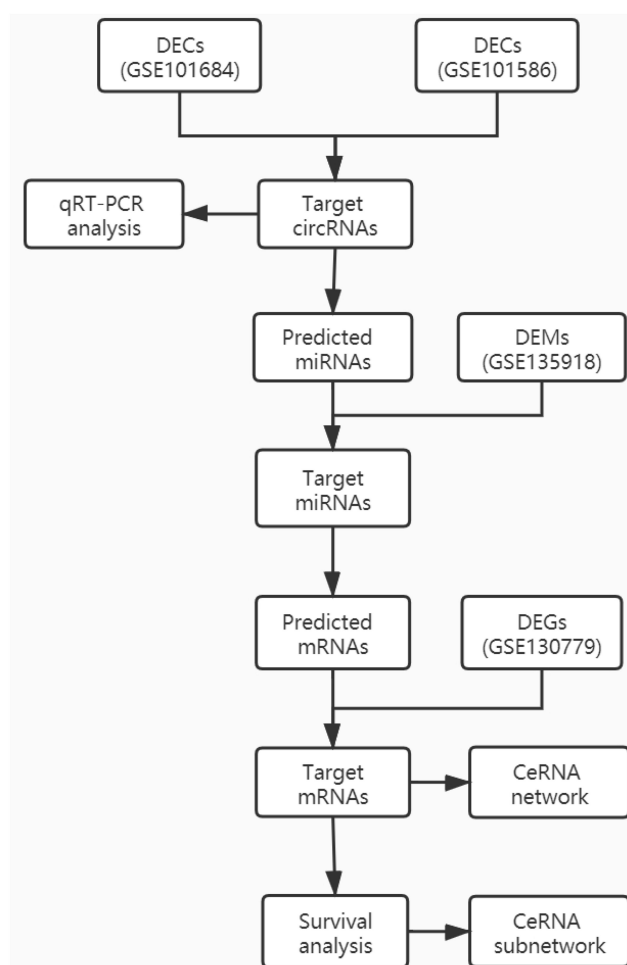 DECs
(GSE101684)
DECs
(GSE101586)
qRT-PCR
analysis
Target
circRNAs
Predicted
miRNAs
DEMs
(GSE135918)
Target
miRNAs
Predicted
mRNAs
DEGs
(GSE130779)
Target
mRNAs
CeRNA
network
Survival
analysis
CeRNA
subnetwork